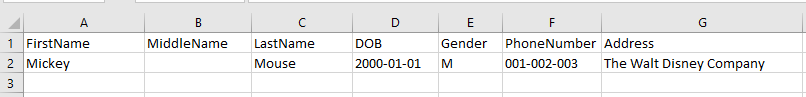 A B C D E F G
1 FirstName MiddleName LastName DOB Gender PhoneNumber Address
2 Mickey Mouse 2000-01-01 M 001-002-003 The Walt Disney Company
3